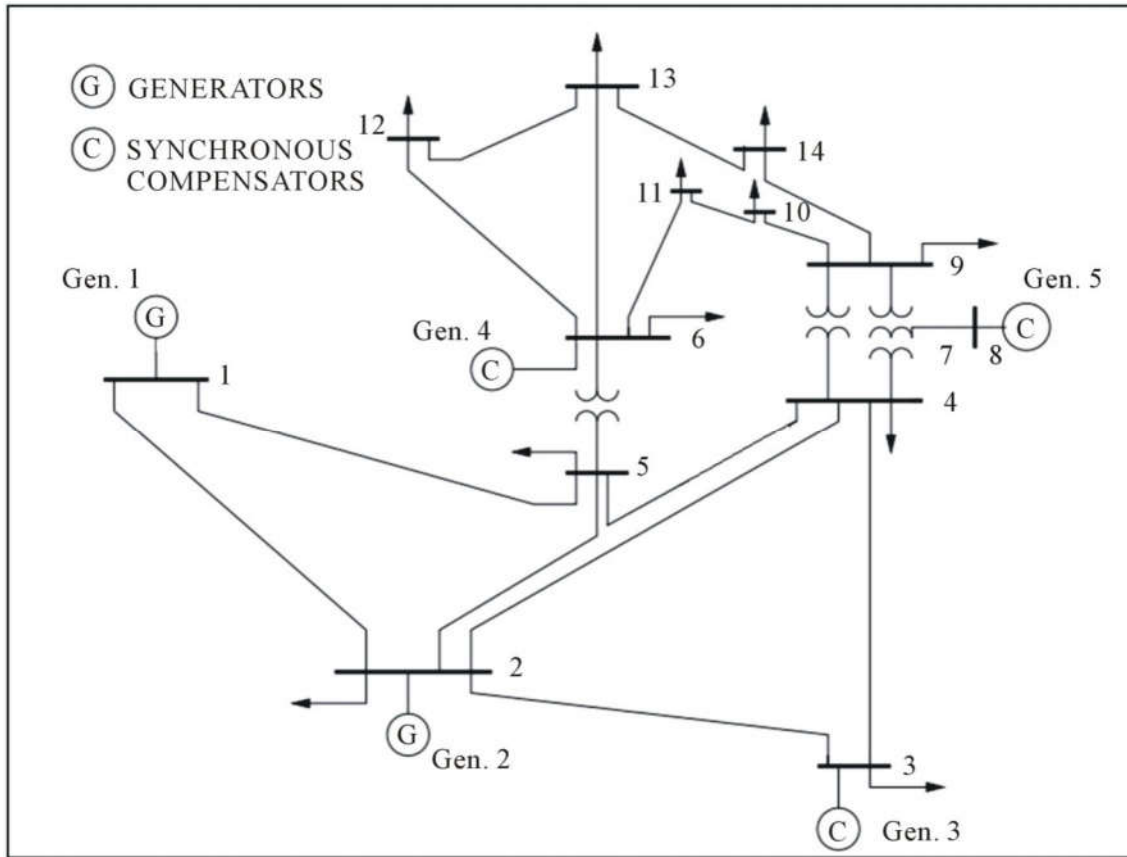 13
G GENERATORS
12
C SYNCHRONOUS
COMPENSATORS
14
11
10
9
Gen. 1
Gen. 5
G
Gen. 4
6
C
7
8
C
1
4
5
2
G
Gen. 2
3
C
Gen. 3